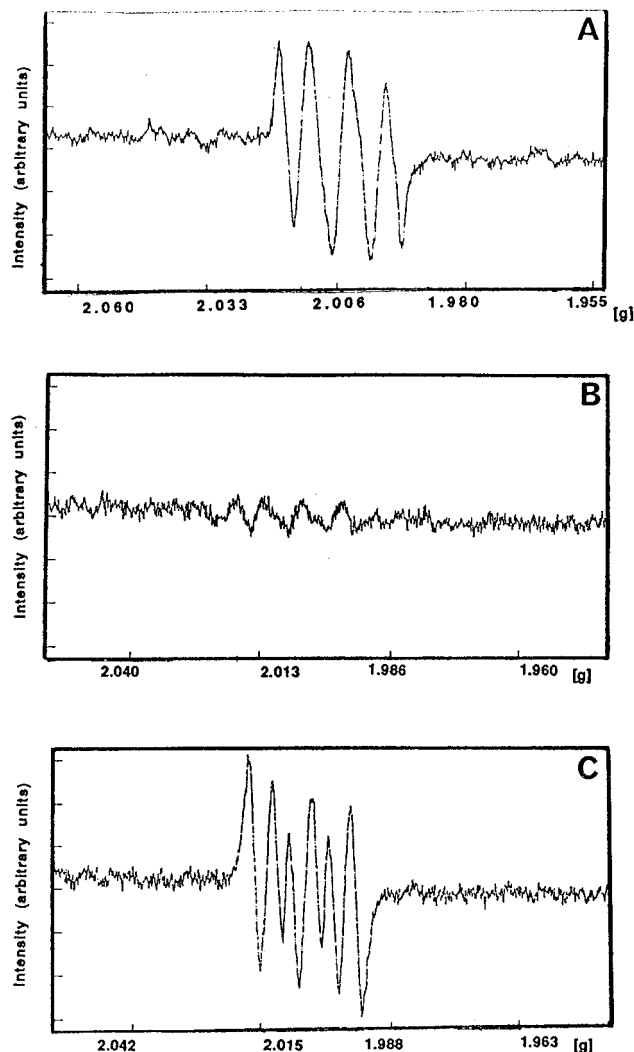 A
Intensity (arbitrary units)
2.060 2.033 2.006 1.980 1.955 [g]
B
Intensity (arbitrary units)
2.040 2.013 1.986 1.960 [g]
C
Intensity (arbitrary units)
2.042 2.015 1.988 1.963 [g]